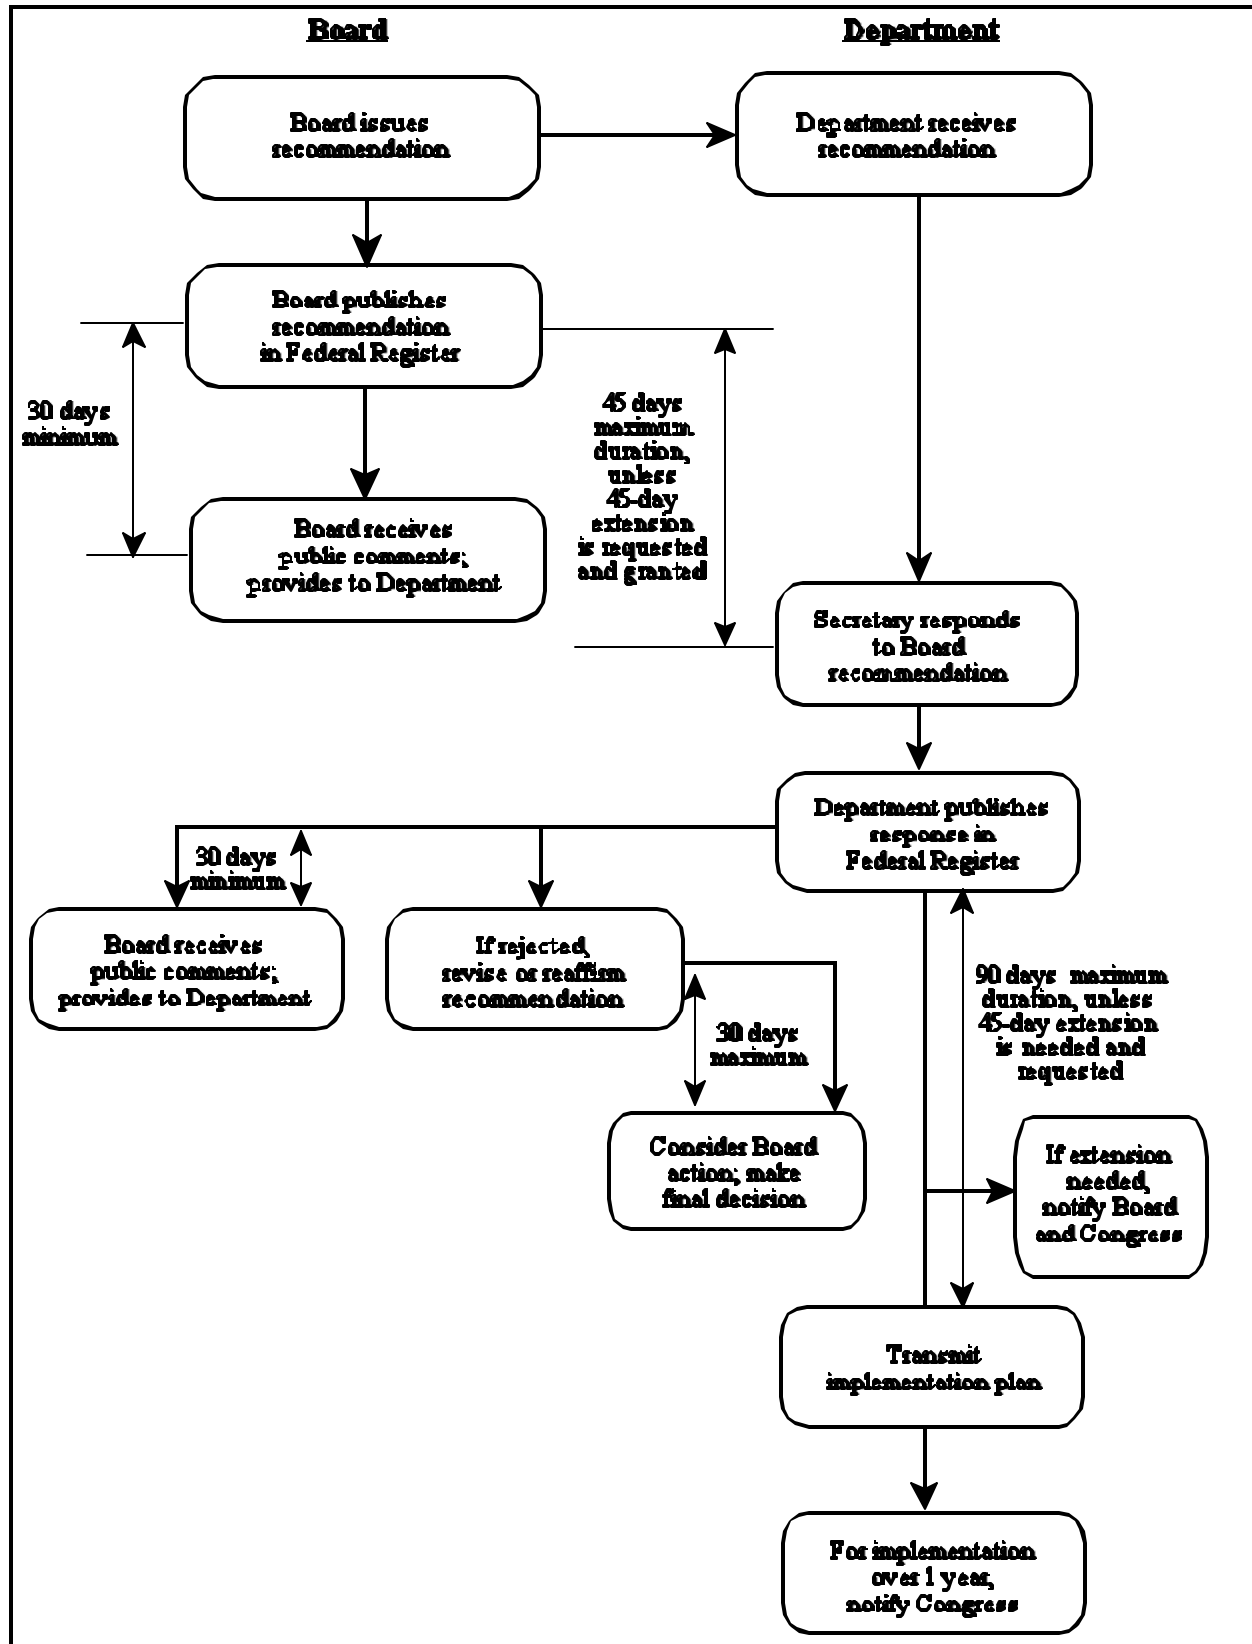 Board
Department
Board issues
recommendation
Department receives
recommendation
Board publishes
recommendation
in Federal Register
30 days
minimum
45 days
maximum
duration,
unless
45-day
extension
is requested
and granted
Board receives
public comments;
provides to Department
Secretary responds
to Board
recommendation
Department publishes
response in
Federal Register
30 days
minimum
Board receives
public comments;
provides to Department
If rejected,
revise or reaffirm
recommendation
90 days maximum
duration, unless
45-day extension
is needed and
requested
30 days
maximum
Consider Board
action; make
final decision
If extension
needed,
notify Board
and Congress
Transmit
implementation plan
For implementation
over 1 year,
notify Congress